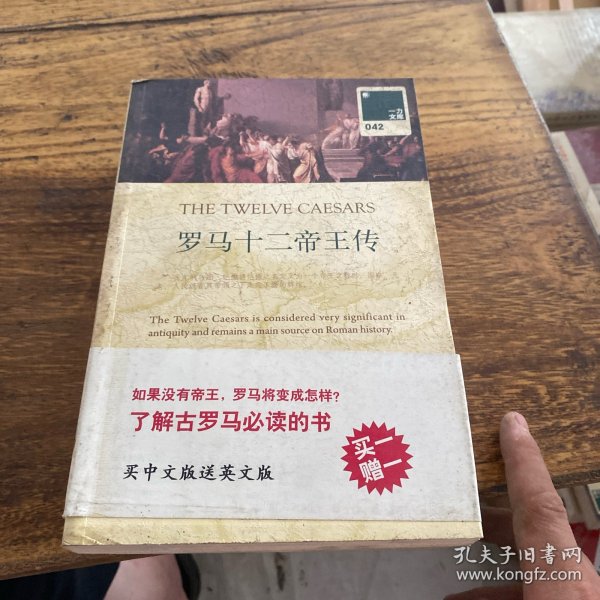 一力
文库
042
THE TWELVE CAESARS
罗马十二帝王传
The Twelve Caesars is considered very significant in
antiquity and remains a main source on Roman history.
如果没有帝王，罗马将变成怎样？
了解古罗马必读的书
买一
赠一
买中文版送英文版
孔夫子旧书网
www.kongfz.com